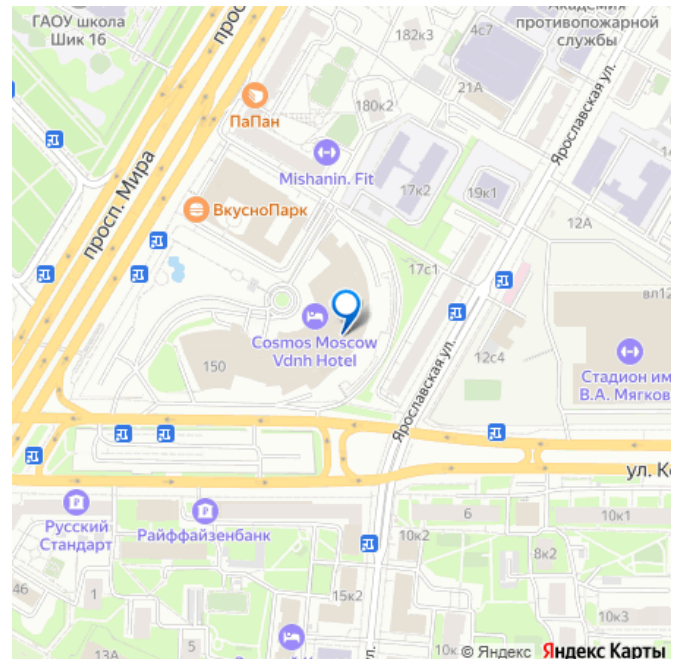 ГАОУ школа
Шик 16
182к3
4с7
Академия
противопожарной
службы
21А
ПаПан
180к2
Ярославская ул.
просп. Мира
Mishanin. Fit
17к2
19к1
ВкусноПарк
12А
17с1
вл12
Cosmos Moscow
Vdnh Hotel
150
12с4
Стадион им
В.А. Мягков
Ярославская ул.
ул. К
Русский
Стандарт
Райффайзенбанк
6
10к1
10к2
8к2
46
1
15к2
10к3
13А
5
© Яндекс Яндекс Карты